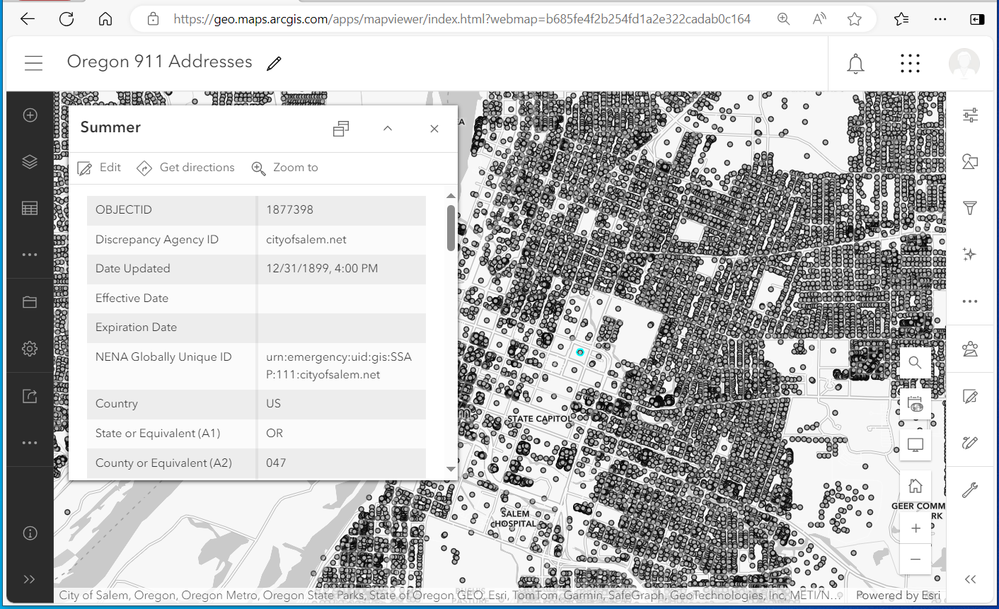 https://geo.maps.arcgis.com/apps/mapviewer/index.html?webmap=b685fe4f2b254fd1a2e322cadab0c164
Oregon 911 Addresses
Summer
Edit Get directions Zoom to
OBJECTID 1877398
Discrepancy Agency ID cityofsalem.net
Date Updated 12/31/1899, 4:00 PM
Effective Date
Expiration Date
NENA Globally Unique ID urn:emergency:uid:gis:SSA
P:111:cityofsalem.net
Country US
State or Equivalent (A1) OR
County or Equivalent (A2) 047
STATE CAPITOL
SALEM
HOSPITAL
GEER COMM
RK
City of Salem, Oregon, Oregon Metro, Oregon State Parks, State of Oregon GEO, Esri, TomTom, Garmin, SafeGraph, GeoTechnologies, Inc, METI/N... Powered by Esri